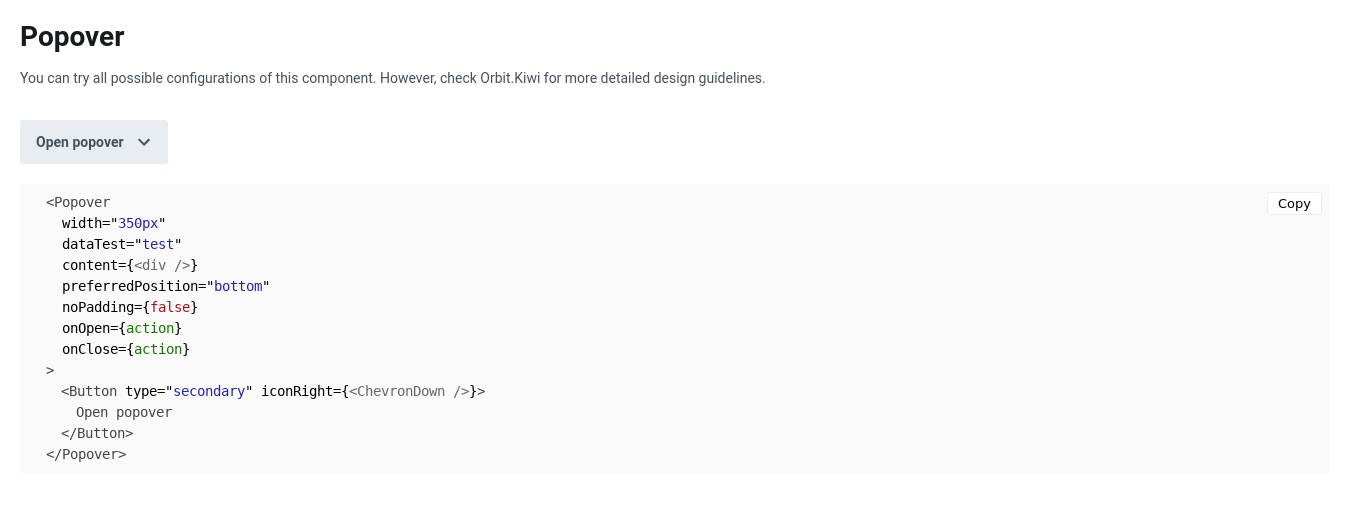 Popover
You can try all possible configurations of this component. However, check Orbit.Kiwi for more detailed design guidelines.
Open popover
Copy
<Popover
width="350px"
dataTest="test"
content={<div />}
preferredPosition="bottom"
noPadding={false}
onOpen={action}
onClose={action}
>
<Button type="secondary" iconRight={<ChevronDown />}>
Open popover
</Button>
</Popover>